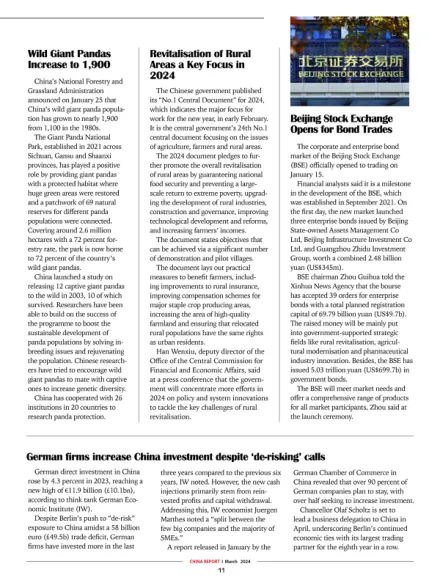 Wild Giant Pandas
Increase to 1,900
China's National Forestry and
Grassland Administration
announced on January 25 that
China's wild giant panda popula-
tion has grown to nearly 1,900
from 1,100 in the 1980s.
The Giant Panda National
Park, established in 2021 across
Sichuan, Gansu and Shaanxi
provinces, has played a positive
role by providing giant pandas
with a protected habitat where
huge green areas were restored
and a patchwork of 69 natural
reserves for different panda
populations were connected.
Covering around 2.6 million
hectares with a 72 percent for-
estry rate, the park is now home
to 72 percent of the country's
wild giant pandas.
China launched a study on
releasing 12 captive giant pandas
to the wild in 2003, 10 of which
survived. Researchers have been
able to build on the success of
the programme to boost the
sustainable development of
panda populations by solving in-
breeding issues and rejuvenating
the population. Chinese research-
ers have tried to encourage wild
giant pandas to mate with captive
ones to increase genetic diversity.
China has cooperated with 26
institutions in 20 countries to
research panda protection.
Revitalisation of Rural
Areas a Key Focus in
2024
The Chinese government published
its "No.1 Central Document" for 2024,
which indicates the major focus for
work for the new year, in early February.
It is the central government's 24th No.1
central document focusing on the issues
of agriculture, farmers and rural areas.
The 2024 document pledges to fur-
ther promote the overall revitalisation
of rural areas by guaranteeing national
food security and preventing a large-
scale return to extreme poverty, upgrad-
ing the development of rural industries,
construction and governance, improving
technological development and reforms,
and increasing farmers' incomes.
The document states objectives that
can be achieved via a significant number
of demonstration and pilot villages.
The document lays out practical
measures to benefit farmers, includ-
ing improvements to rural insurance,
improving compensation schemes for
major staple crop producing areas,
increasing the area of high-quality
farmland and ensuring that relocated
rural populations have the same rights
as urban residents.
Han Wenxiu, deputy director of the
Office of the Central Commission for
Financial and Economic Affairs, said
at a press conference that the govern-
ment will concentrate more efforts in
2024 on policy and system innovations
to tackle the key challenges of rural
revitalisation.
北京证券交易所
BEIJING STOCK EXCHANGE
Beijing Stock Exchange
Opens for Bond Trades
The corporate and enterprise bond
market of the Beijing Stock Exchange
(BSE) officially opened to trading on
January 15.
Financial analysts said it is a milestone
in the development of the BSE, which
was established in September 2021. On
the first day, the new market launched
three enterprise bonds issued by Beijing
State-owned Assets Management Co
Ltd, Beijing Infrastructure Investment Co
Ltd, and Guangzhou Zhidu Investment
Group, worth a combined 2.48 billion
yuan (US$345m).
BSE chairman Zhou Guihua told the
Xinhua News Agency that the bourse
has accepted 39 orders for enterprise
bonds with a total planned registration
capital of 69.79 billion yuan (US$9.7b).
The raised money will be mainly put
into government-supported strategic
fields like rural revitalisation, agricul-
tural modernisation and pharmaceutical
industry innovation. Besides, the BSE has
issued 5.03 trillion yuan (US$699.7b) in
government bonds.
The BSE will meet market needs and
offer a comprehensive range of products
for all market participants, Zhou said at
the launch ceremony.
German firms increase China investment despite 'de-risking' calls
German direct investment in China
rose by 4.3 percent in 2023, reaching a
new high of €11.9 billion (£10.1bn),
according to think tank German Eco-
nomic Institute (IW).
Despite Berlin's push to "de-risk"
exposure to China amidst a 58 billion
euro (£49.5b) trade deficit, German
firms have invested more in the last
three years compared to the previous six
years, IW noted. However, the new cash
injections primarily stem from rein-
vested profits and capital withdrawal.
Addressing this, IW economist Juergen
Matthes noted a "split between the
few big companies and the majority of
SMEs."
A report released in January by the
German Chamber of Commerce in
China revealed that over 90 percent of
German companies plan to stay, with
over half seeking to increase investment.
Chancellor Olaf Scholtz is set to
lead a business delegation to China in
April, underscoring Berlin's continued
economic ties with its largest trading
partner for the eighth year in a row.
CHINA REPORT I March 2024
11